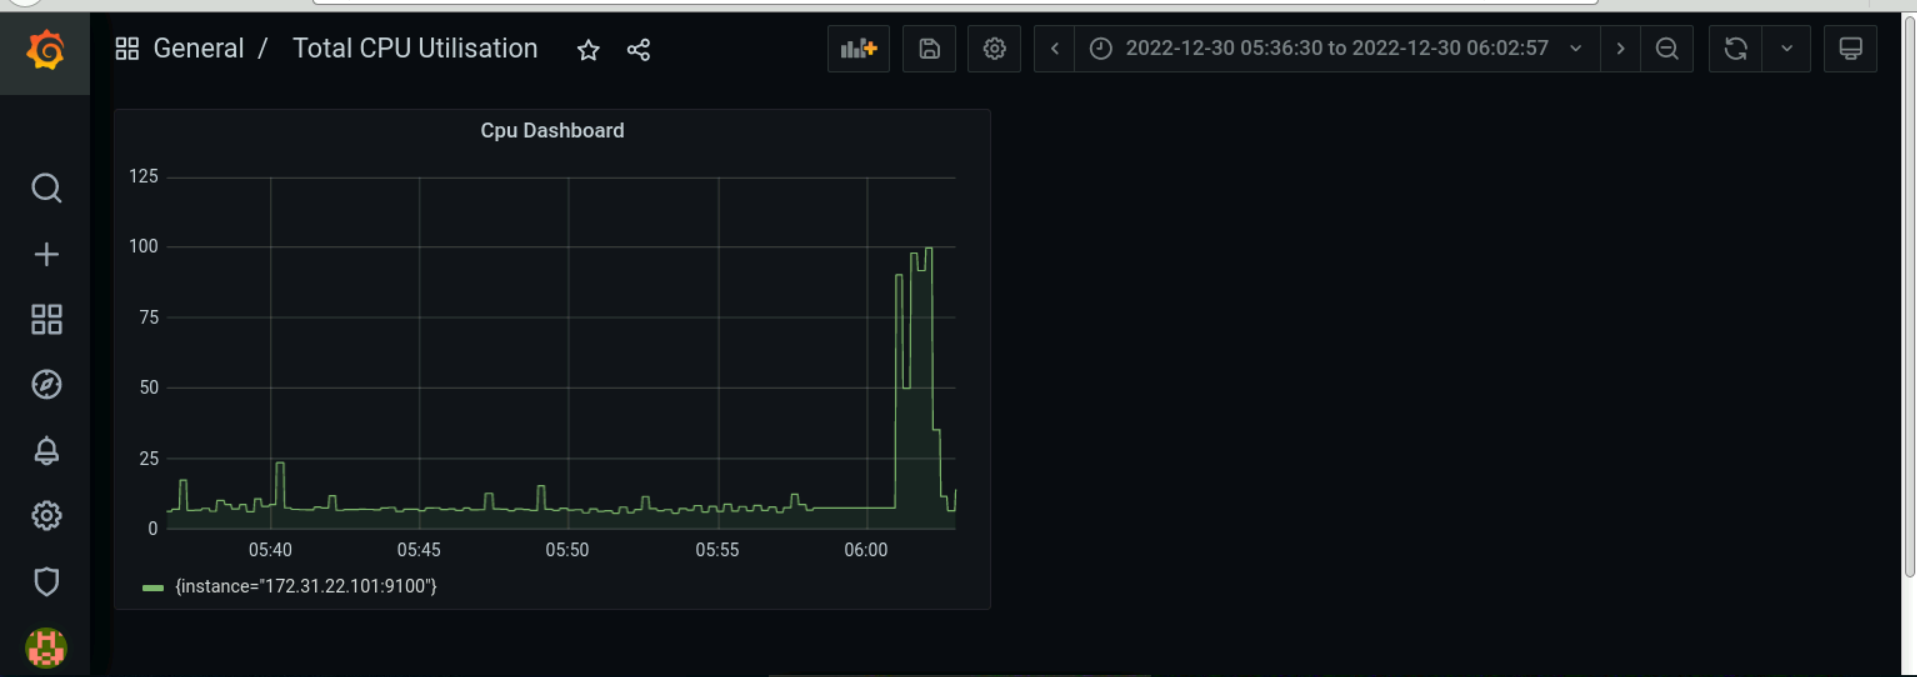 General / Total CPU Utilisation
2022-12-30 05:36:30 to 2022-12-30 06:02:57
Cpu Dashboard
125
100
75
50
25
0
05:40 05:45 05:50 05:55 06:00
{instance="172.31.22.101:9100"}